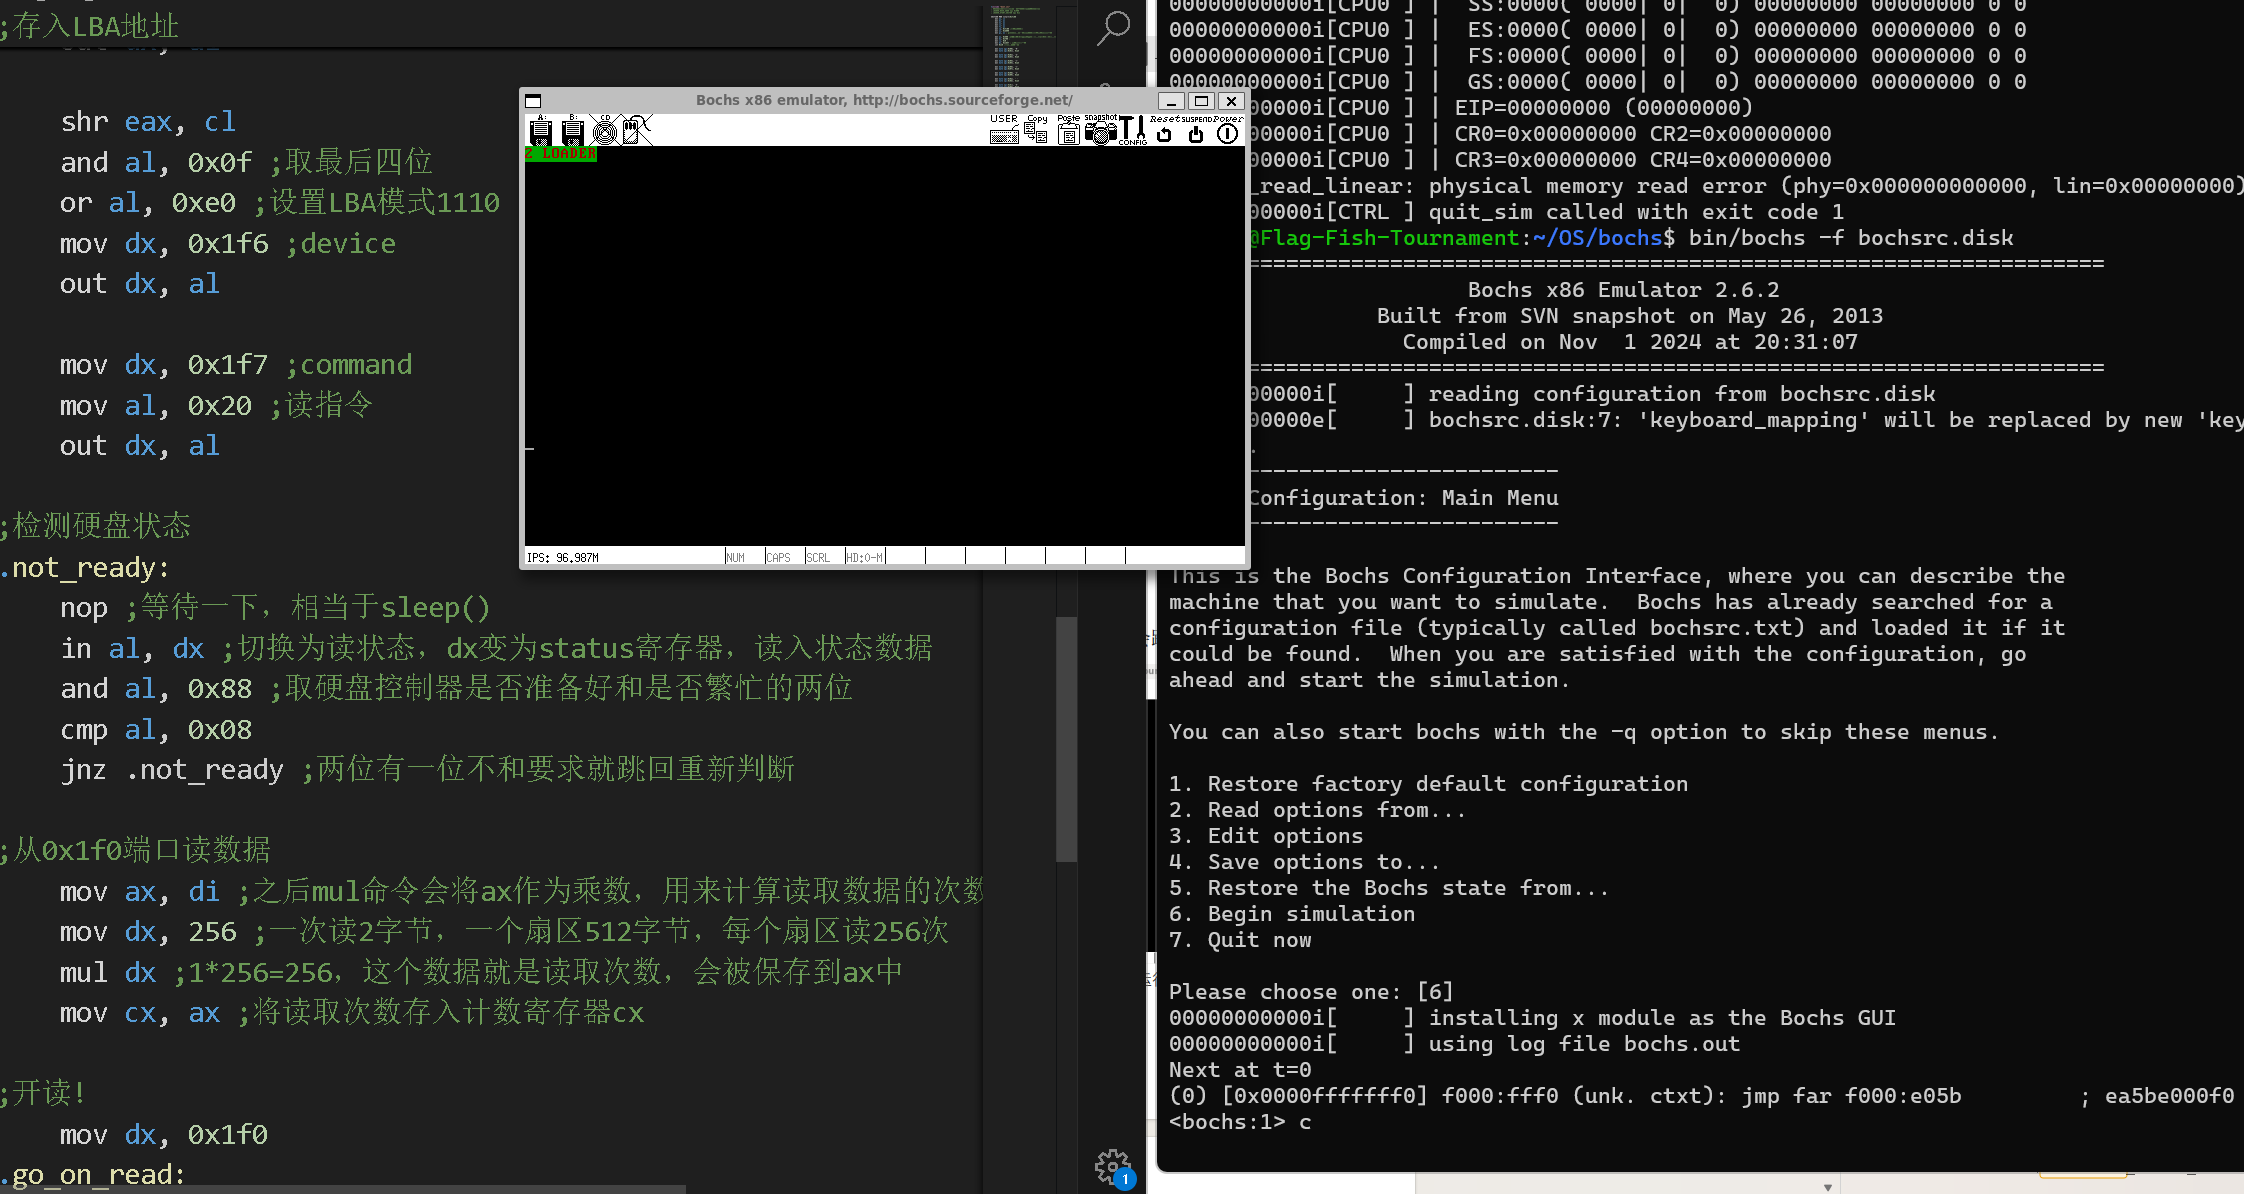 ;存入LBA地址
shr eax, cl
and al, 0x0f ;取最后四位
or al, 0xe0 ;设置LBA模式1110
mov dx, 0x1f6 ;device
out dx, al
mov dx, 0x1f7 ;command
mov al, 0x20 ;读指令
out dx, al
;检测硬盘状态
.not_ready:
nop ;等待一下，相当于sleep()
in al, dx ;切换为读状态，dx变为status寄存器，读入状态数据
and al, 0x88 ;取硬盘控制器是否准备好和是否繁忙的两位
cmp al, 0x08
jnz .not_ready ;两位有一位不和要求就跳回重新判断
;从0x1f0端口读数据
mov ax, di ;之后mul命令会将ax作为乘数，用来计算读取数据的次数
mov dx, 256 ;一次读2字节，一个扇区512字节，每个扇区读256次
mul dx ;1*256=256，这个数据就是读取次数，会被保存到ax中
mov cx, ax ;将读取次数存入计数寄存器cx
;开读!
mov dx, 0x1f0
.go_on_read:
Bochs x86 emulator, http://bochs.sourceforge.net/
A: B: CD USER Copy Paste snapshot CONFIG Reset SUSPEND Power
2 LOADER
IPS: 96.987M NUM CAPS SCRL HD:0-M
1
00000000000i[CPU0 ] | SS:0000( 0000| 0| 0) 00000000 00000000 0 0
00000000000i[CPU0 ] | ES:0000( 0000| 0| 0) 00000000 00000000 0 0
00000000000i[CPU0 ] | FS:0000( 0000| 0| 0) 00000000 00000000 0 0
00000000000i[CPU0 ] | GS:0000( 0000| 0| 0) 00000000 00000000 0 0
00000i[CPU0 ] | EIP=00000000 (00000000)
00000i[CPU0 ] | CR0=0x00000000 CR2=0x00000000
00000i[CPU0 ] | CR3=0x00000000 CR4=0x00000000
_read_linear: physical memory read error (phy=0x000000000000, lin=0x00000000)
00000i[CTRL ] quit_sim called with exit code 1
@Flag-Fish-Tournament:~/OS/bochs$ bin/bochs -f bochsrc.disk
==================================================================
Bochs x86 Emulator 2.6.2
Built from SVN snapshot on May 26, 2013
Compiled on Nov 1 2024 at 20:31:07
==================================================================
00000i[ ] reading configuration from bochsrc.disk
00000e[ ] bochsrc.disk:7: 'keyboard_mapping' will be replaced by new 'key
.
------------------------
Configuration: Main Menu
------------------------
This is the Bochs Configuration Interface, where you can describe the
machine that you want to simulate. Bochs has already searched for a
configuration file (typically called bochsrc.txt) and loaded it if it
could be found. When you are satisfied with the configuration, go
ahead and start the simulation.
You can also start bochs with the -q option to skip these menus.
1. Restore factory default configuration
2. Read options from...
3. Edit options
4. Save options to...
5. Restore the Bochs state from...
6. Begin simulation
7. Quit now
Please choose one: [6]
00000000000i[ ] installing x module as the Bochs GUI
00000000000i[ ] using log file bochs.out
Next at t=0
(0) [0x0000fffffff0] f000:fff0 (unk. ctxt): jmp far f000:e05b ; ea5be000f0
<bochs:1> c